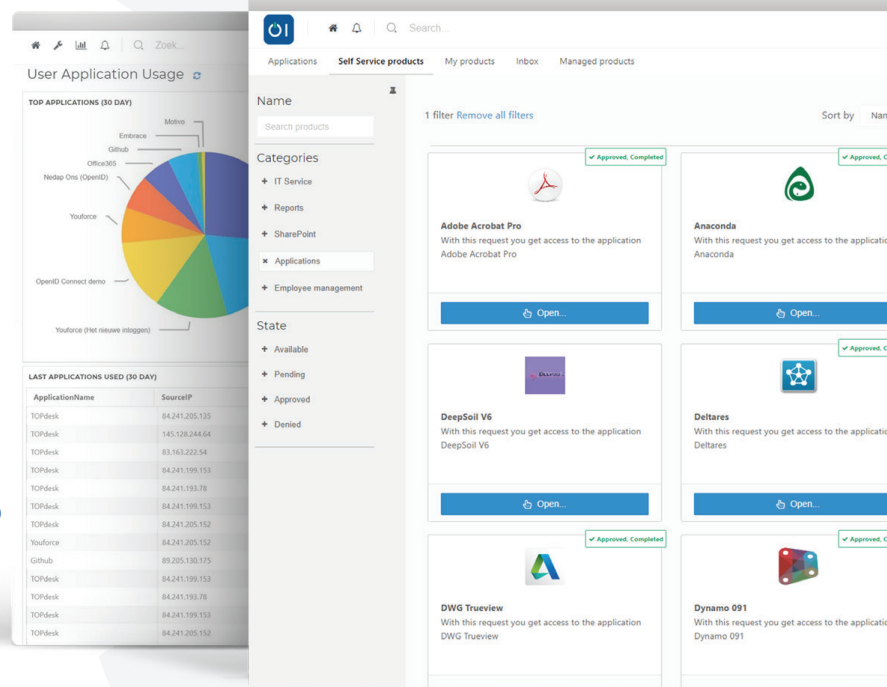 Zoek...
User Application Usage
TOP APPLICATIONS (30 DAY)
Motivo
Embrace
Github
Office365
Nedap Ons (OpenID)
Youforce
OpenID Connect demo
Youforce (Het nieuwe inloggen)
LAST APPLICATIONS USED (30 DAY)
ApplicationName SourceIP
TOPdesk 84.241.205.135
TOPdesk 145.128.244.64
TOPdesk 83.163.222.54
TOPdesk 84.241.199.153
TOPdesk 84.241.193.78
TOPdesk 84.241.199.153
TOPdesk 84.241.205.152
Youforce 84.241.205.152
Github 89.205.130.175
TOPdesk 84.241.199.153
TOPdesk 84.241.193.78
TOPdesk 84.241.199.153
TOPdesk 84.241.205.152
Search...
Applications Self Service products My products Inbox Managed products
Name
Search products
Categories
IT Service
Reports
SharePoint
Applications
Employee management
State
Available
Pending
Approved
Denied
1 filter Remove all filters
Sort by Nam
Approved, Completed
Adobe Acrobat Pro
With this request you get access to the application
Adobe Acrobat Pro
Open...
Approved, C
Anaconda
With this request you get access to the applicatio
Anaconda
Open...
DeepSoil V6
With this request you get access to the application
DeepSoil V6
Open...
Approved, C
Deltares
With this request you get access to the applicatio
Deltares
Open...
Approved, Completed
DWG Trueview
With this request you get access to the application
DWG Trueview
Approved, C
Dynamo 091
With this request you get access to the applicatio
Dynamo 091